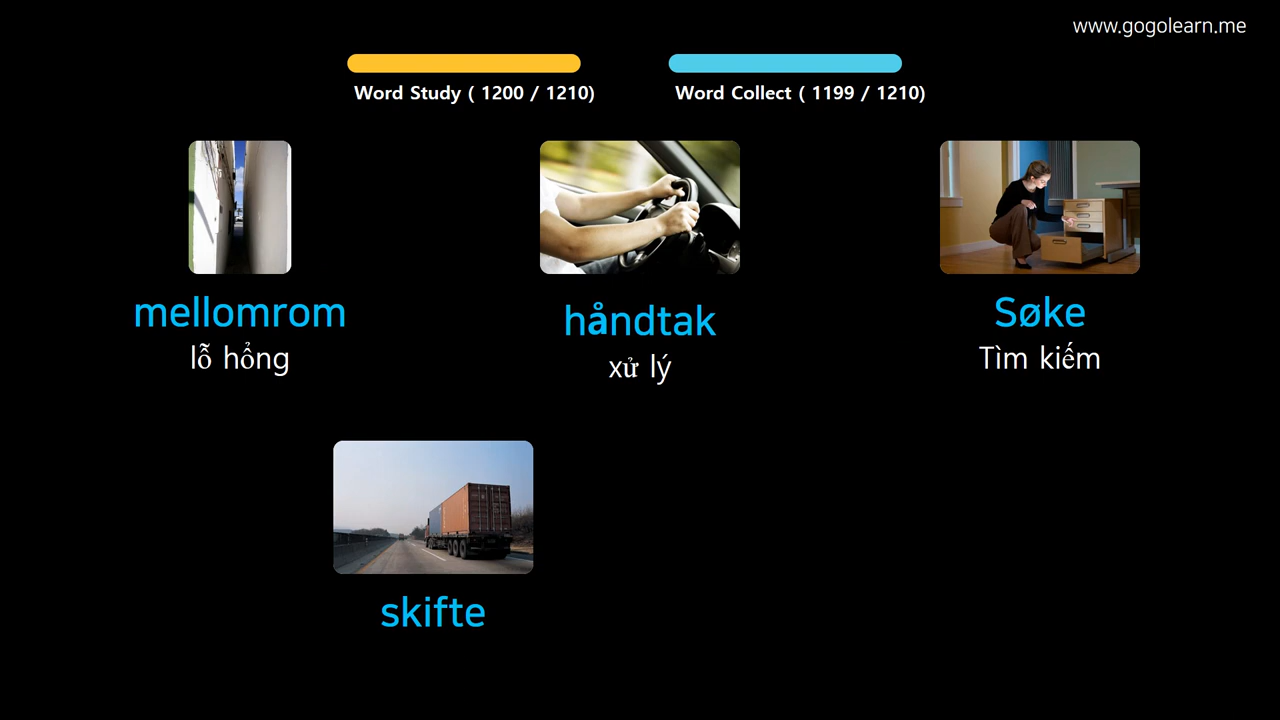 www.gogolearn.me
Word Study ( 1200 / 1210)
Word Collect ( 1199 / 1210)
mellomrom
lỗ hổng
håndtak
xử lý
Søke
Tìm kiếm
skifte